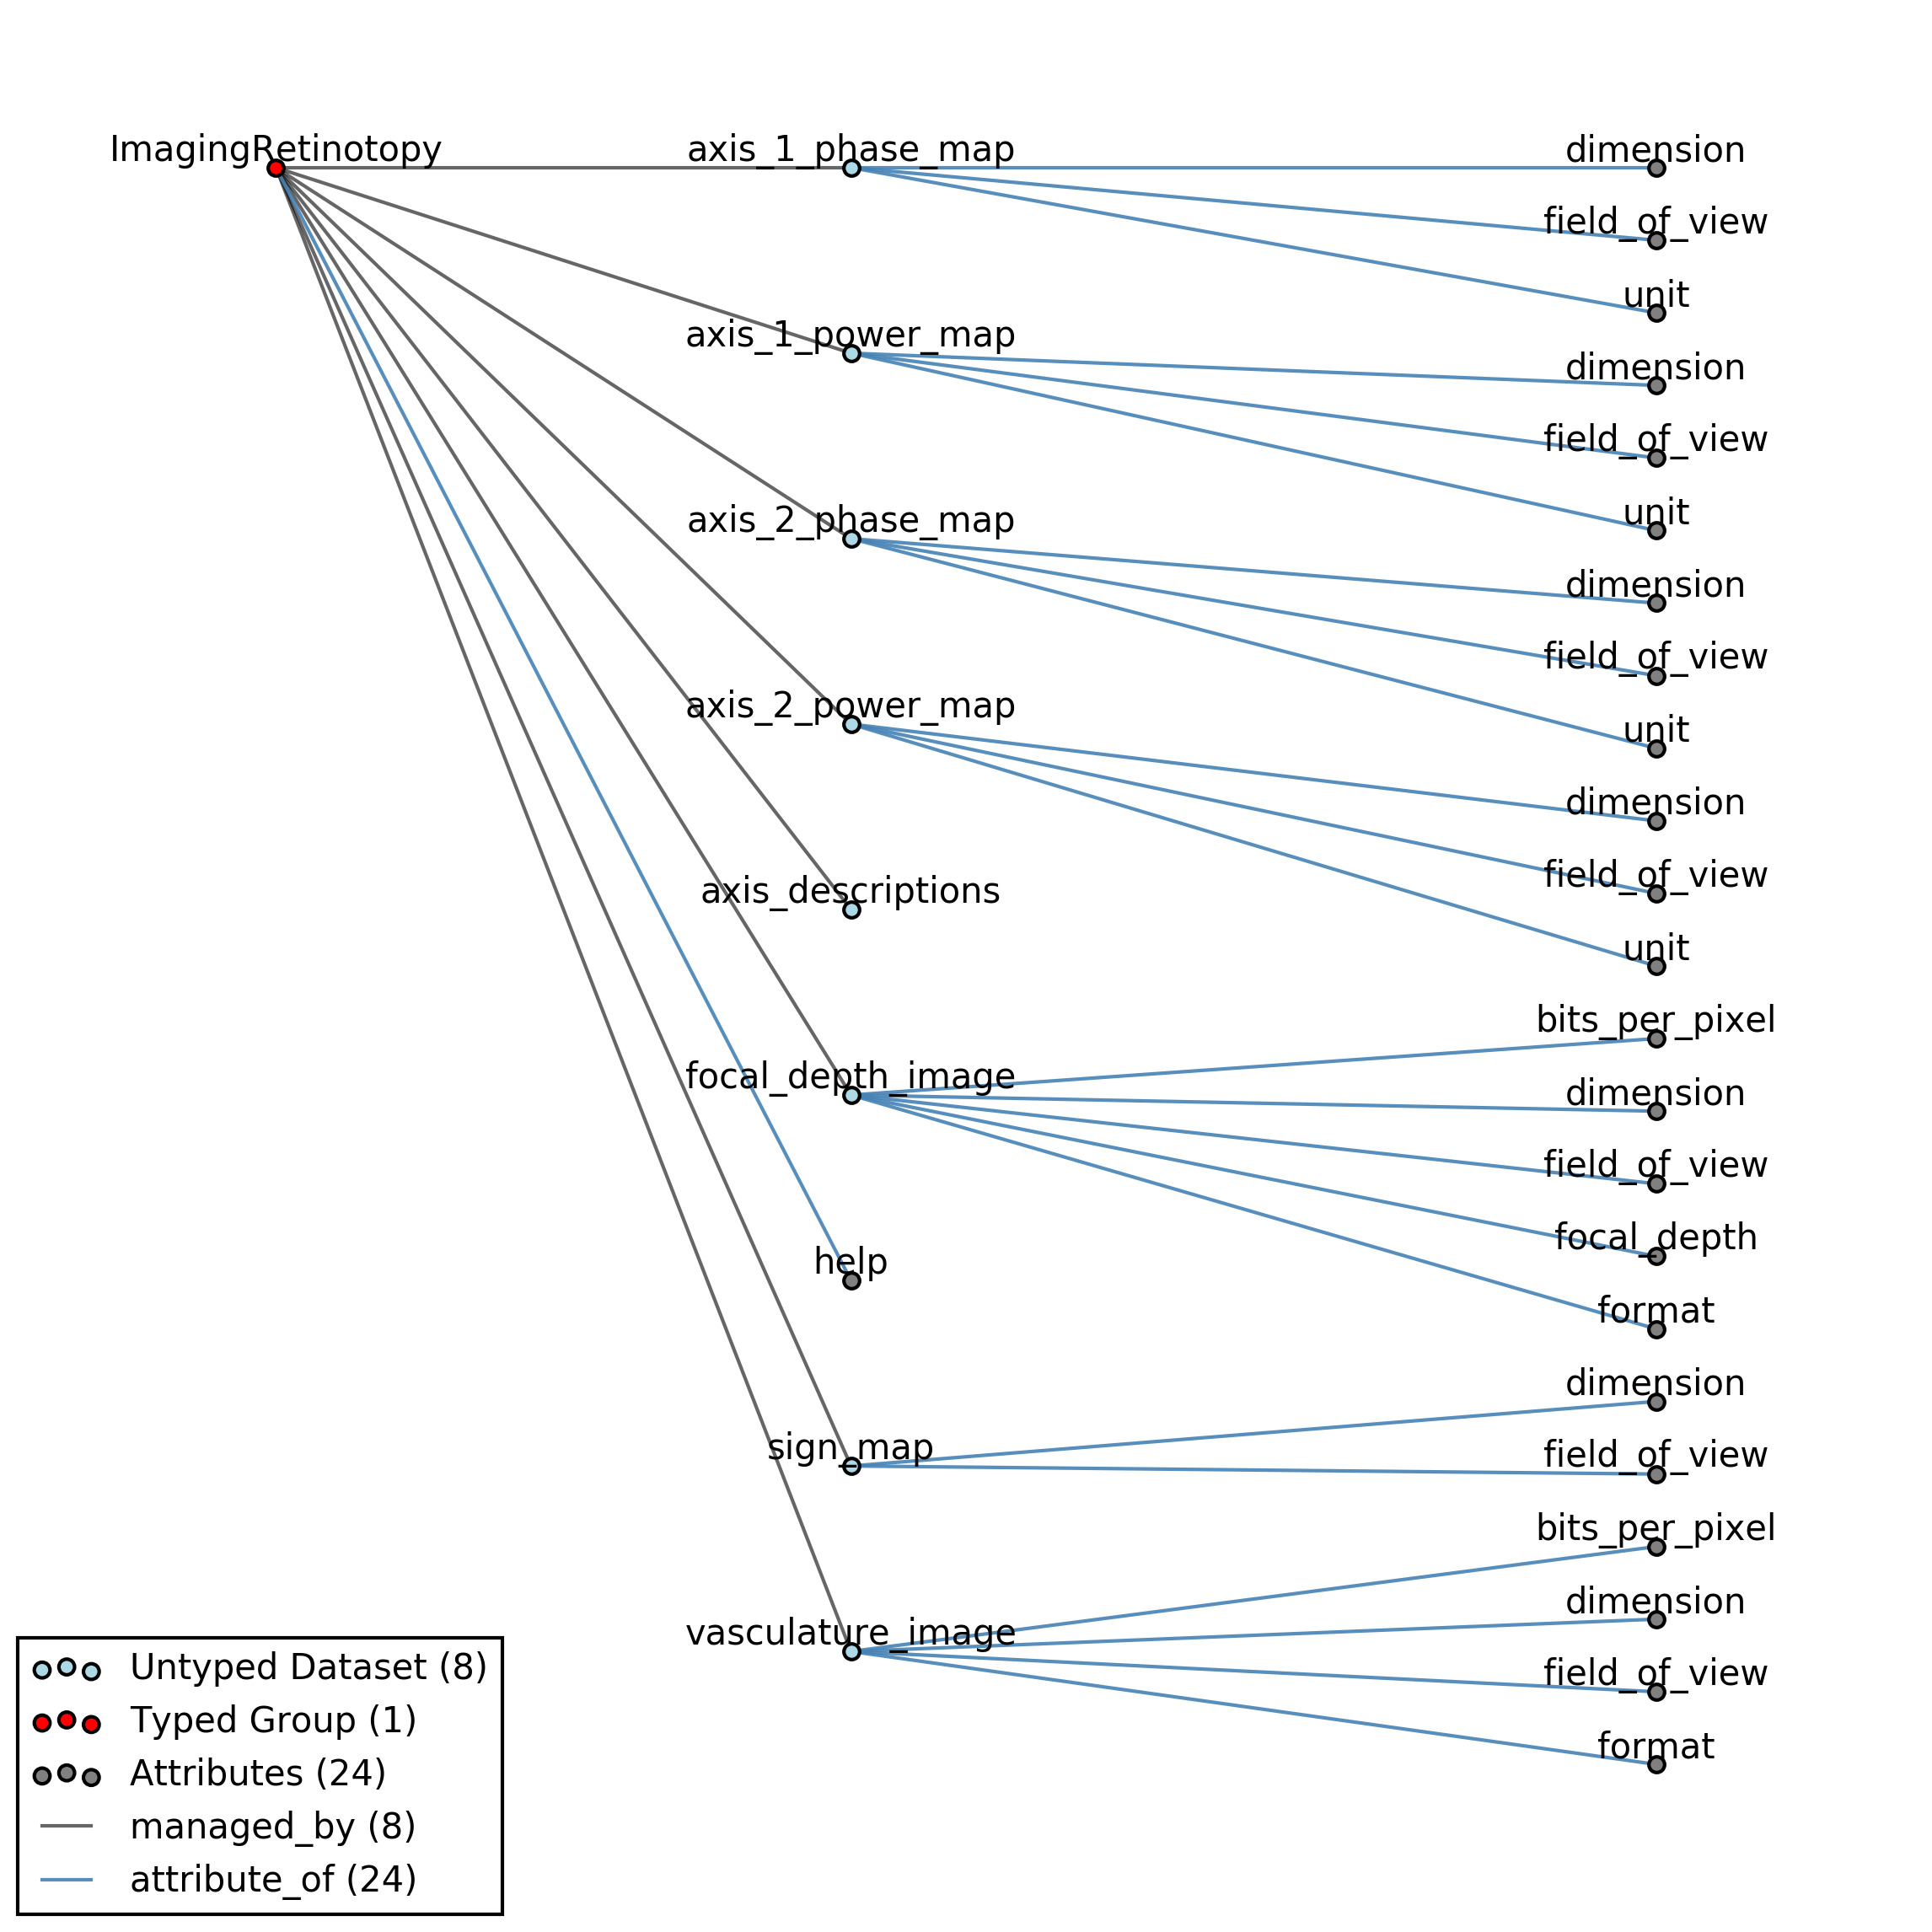 ImagingRetinotopy
axis_1_phase_map
dimension
field_of_view
unit
axis_1_power_map
dimension
field_of_view
unit
axis_2_phase_map
dimension
field_of_view
unit
axis_2_power_map
dimension
field_of_view
unit
axis_descriptions
focal_depth_image
bits_per_pixel
dimension
field_of_view
focal_depth
format
help
sign_map
dimension
field_of_view
vasculature_image
bits_per_pixel
dimension
field_of_view
format
Untyped Dataset (8)
Typed Group (1)
Attributes (24)
managed_by (8)
attribute_of (24)